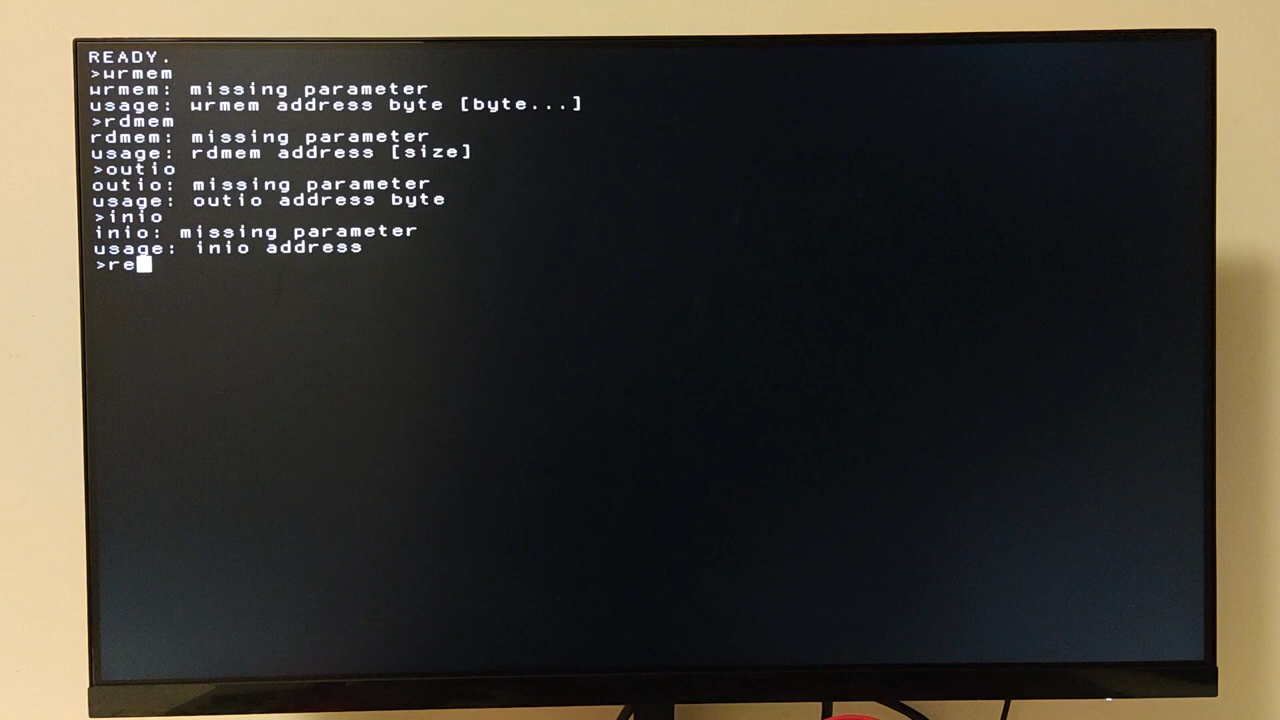 READY.
>wrmem
wrmem: missing parameter
usage: wrmem address byte [byte...]
>rdmem
rdmem: missing parameter
usage: rdmem address [size]
>outio
outio: missing parameter
usage: outio address byte
>inio
inio: missing parameter
usage: inio address
>re